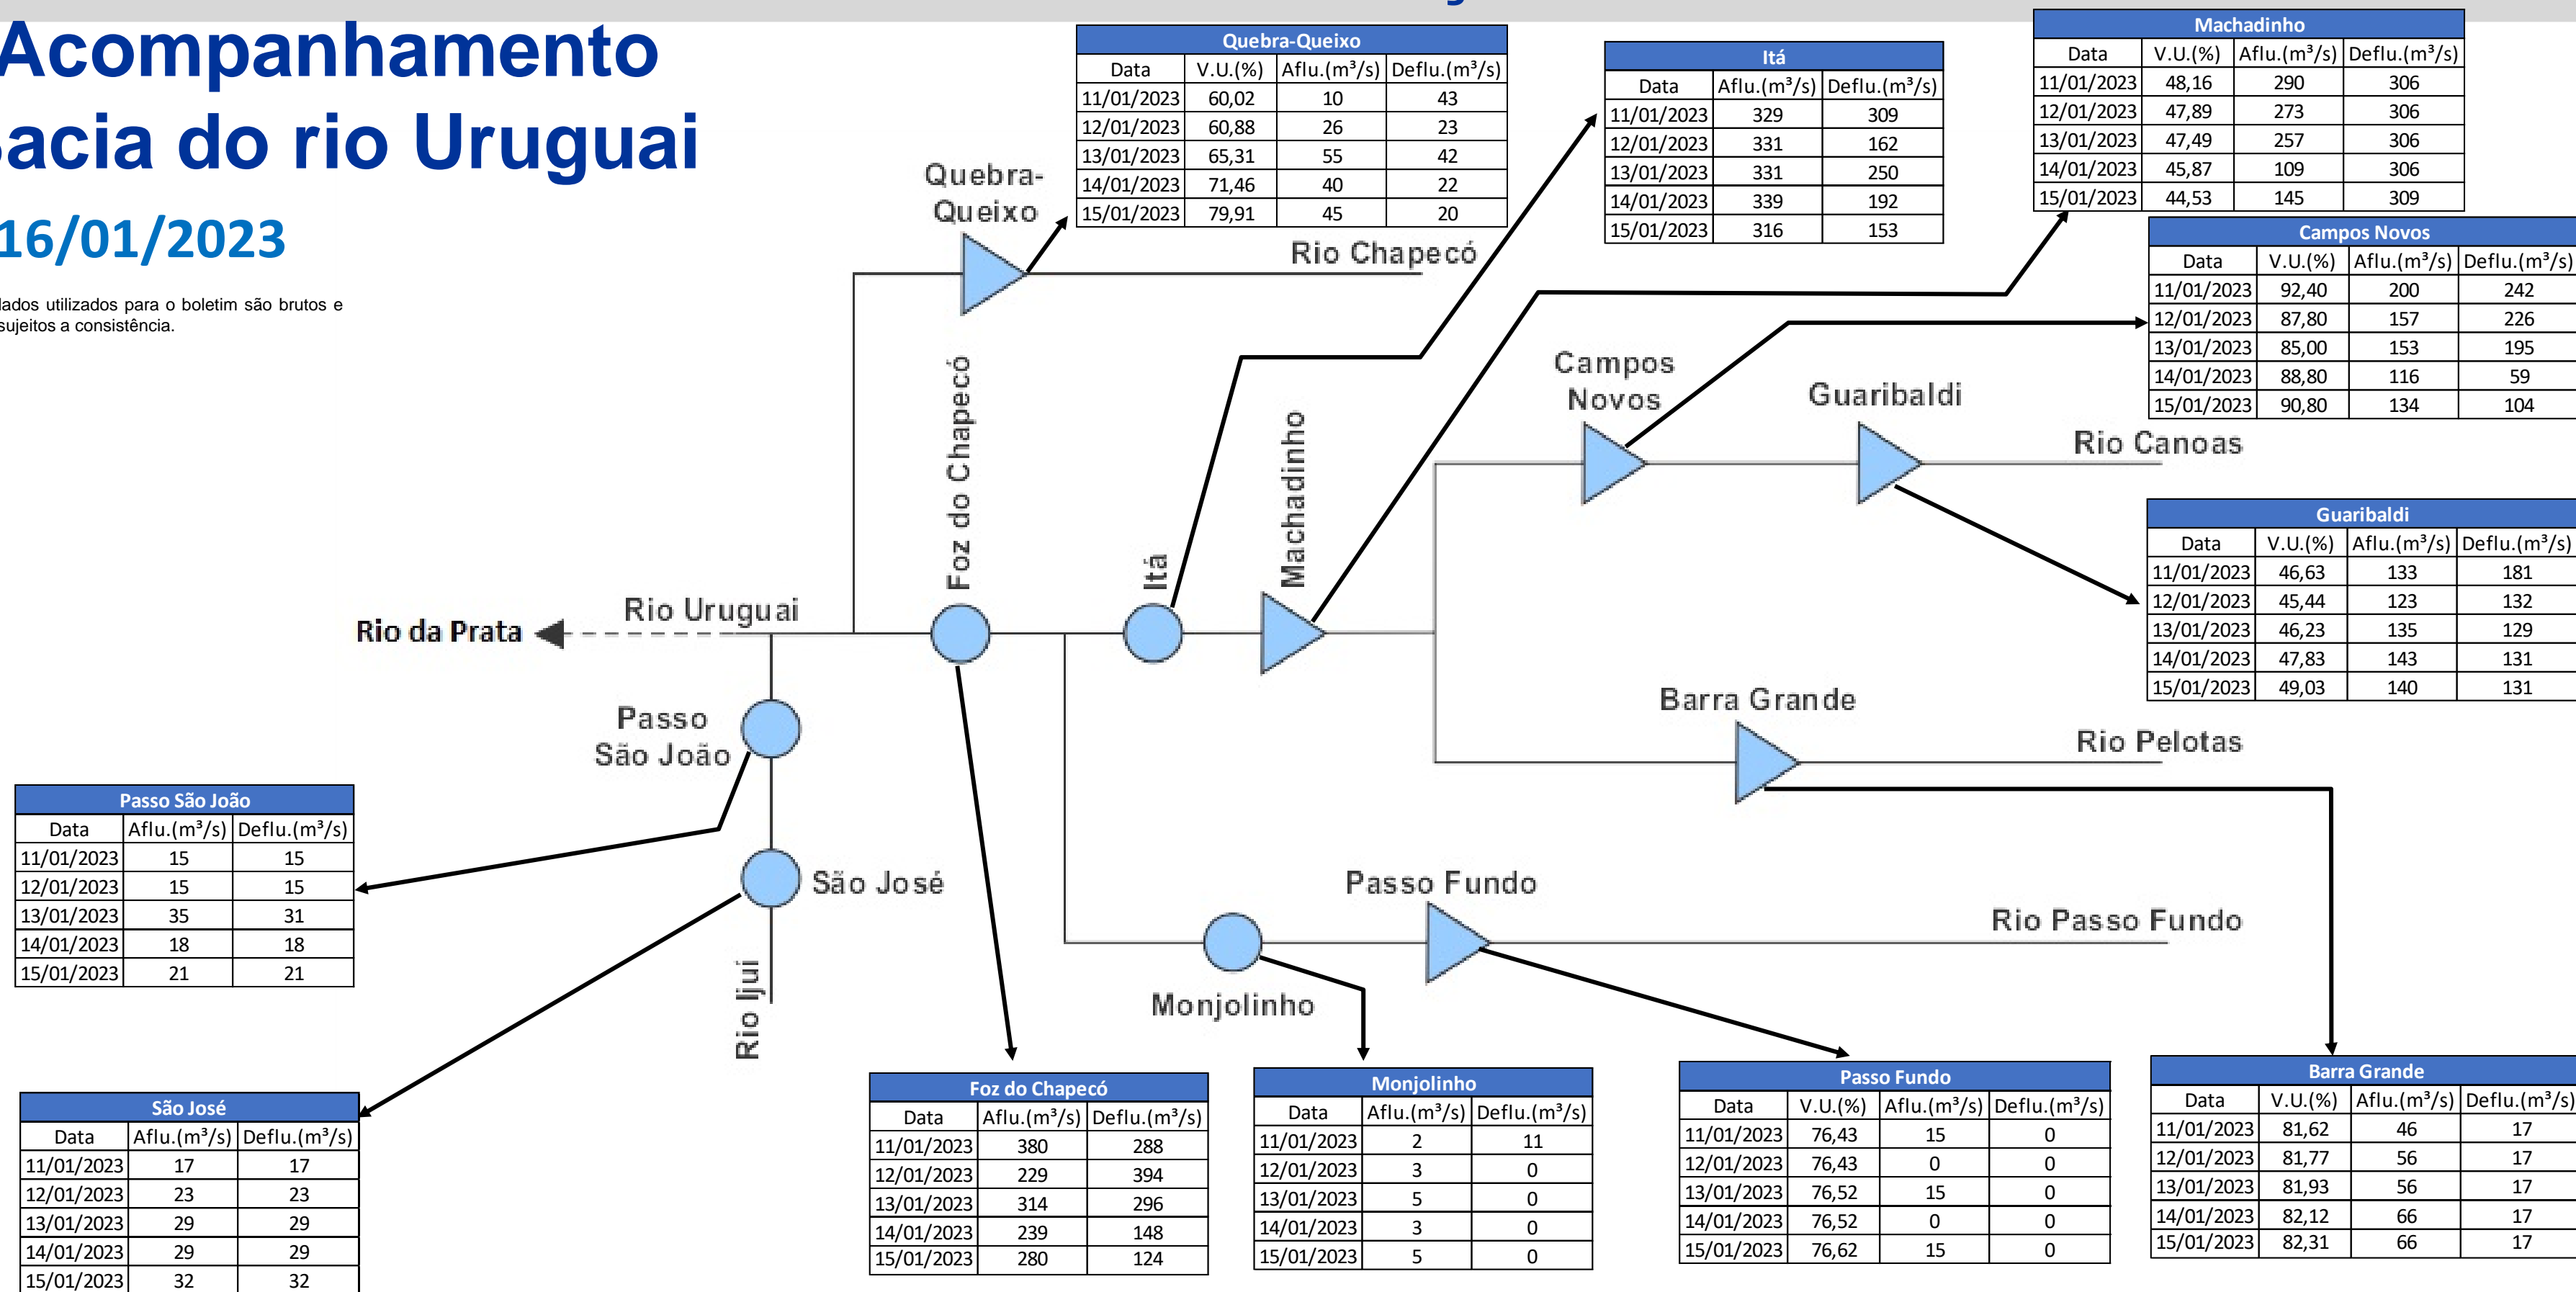 Acompanhamento
acia do rio Uruguai
16/01/2023
dados utilizados para o boletim são brutos e
sujeitos a consistência.
Quebra-Queixo
Data V.U.(%) Aflu.(m³/s) Deflu.(m³/s)
11/01/2023 60,02 10 43
12/01/2023 60,88 26 23
13/01/2023 65,31 55 42
14/01/2023 71,46 40 22
15/01/2023 79,91 45 20
Itá
Data Aflu.(m³/s) Deflu.(m³/s)
11/01/2023 329 309
12/01/2023 331 162
13/01/2023 331 250
14/01/2023 339 192
15/01/2023 316 153
Machadinho
Data V.U.(%) Aflu.(m³/s) Deflu.(m³/s)
11/01/2023 48,16 290 306
12/01/2023 47,89 273 306
13/01/2023 47,49 257 306
14/01/2023 45,87 109 306
15/01/2023 44,53 145 309
Campos Novos
Data V.U.(%) Aflu.(m³/s) Deflu.(m³/s)
11/01/2023 92,40 200 242
12/01/2023 87,80 157 226
13/01/2023 85,00 153 195
14/01/2023 88,80 116 59
15/01/2023 90,80 134 104
Quebra-
Queixo
Rio Chapecó
Foz do Chapecó
Itá
Machadinho
Campos
Novos
Guaribaldi
Rio Canoas
Guaribaldi
Data V.U.(%) Aflu.(m³/s) Deflu.(m³/s)
11/01/2023 46,63 133 181
12/01/2023 45,44 123 132
13/01/2023 46,23 135 129
14/01/2023 47,83 143 131
15/01/2023 49,03 140 131
Rio da Prata
Rio Uruguai
Passo
São João
Barra Grande
Rio Pelotas
São José
Passo Fundo
Rio Passo Fundo
Rio Ijui
Monjolinho
Passo São João
Data Aflu.(m³/s) Deflu.(m³/s)
11/01/2023 15 15
12/01/2023 15 15
13/01/2023 35 31
14/01/2023 18 18
15/01/2023 21 21
São José
Data Aflu.(m³/s) Deflu.(m³/s)
11/01/2023 17 17
12/01/2023 23 23
13/01/2023 29 29
14/01/2023 29 29
15/01/2023 32 32
Foz do Chapecó
Data Aflu.(m³/s) Deflu.(m³/s)
11/01/2023 380 288
12/01/2023 229 394
13/01/2023 314 296
14/01/2023 239 148
15/01/2023 280 124
Monjolinho
Data Aflu.(m³/s) Deflu.(m³/s)
11/01/2023 2 11
12/01/2023 3 0
13/01/2023 5 0
14/01/2023 3 0
15/01/2023 5 0
Passo Fundo
Data V.U.(%) Aflu.(m³/s) Deflu.(m³/s)
11/01/2023 76,43 15 0
12/01/2023 76,43 0 0
13/01/2023 76,52 15 0
14/01/2023 76,52 0 0
15/01/2023 76,62 15 0
Barra Grande
Data V.U.(%) Aflu.(m³/s) Deflu.(m³/s)
11/01/2023 81,62 46 17
12/01/2023 81,77 56 17
13/01/2023 81,93 56 17
14/01/2023 82,12 66 17
15/01/2023 82,31 66 17